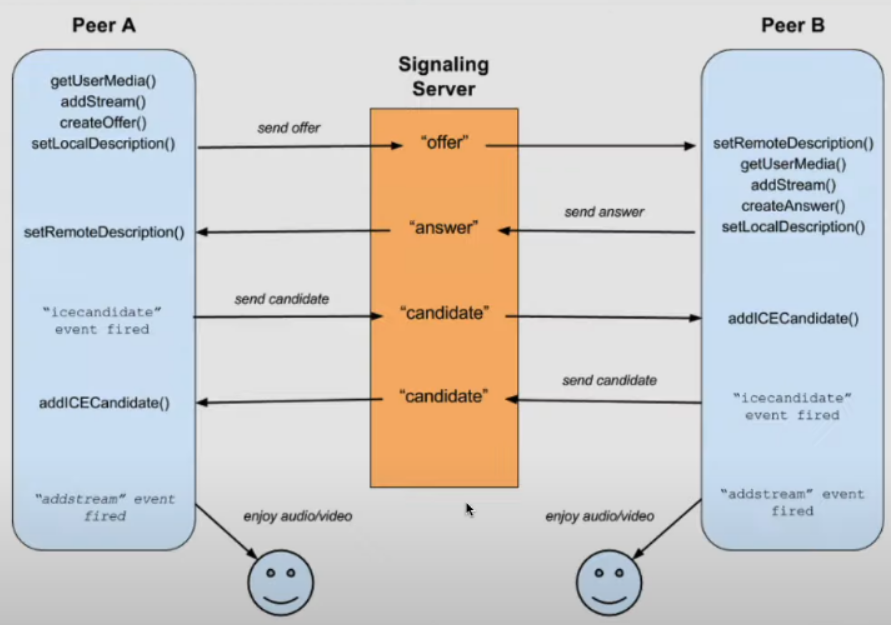 Peer A
Peer B
Signaling
Server
getUserMedia()
addStream()
createOffer()
setLocalDescription()
send offer
“offer”
setRemoteDescription()
getUserMedia()
addStream()
createAnswer()
setLocalDescription()
send answer
“answer”
setRemoteDescription()
“icecandidate”
event fired
send candidate
“candidate”
addICECandidate()
send candidate
“candidate”
addICECandidate()
“icecandidate”
event fired
“addstream” event
fired
enjoy audio/video
enjoy audio/video
“addstream” event
fired